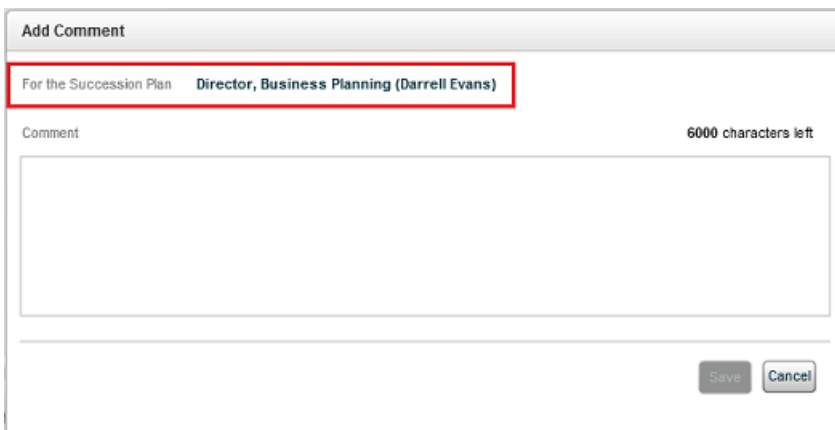 Add Comment
For the Succession Plan Director, Business Planning (Darrell Evans)
Comment 6000 characters left
Save Cancel